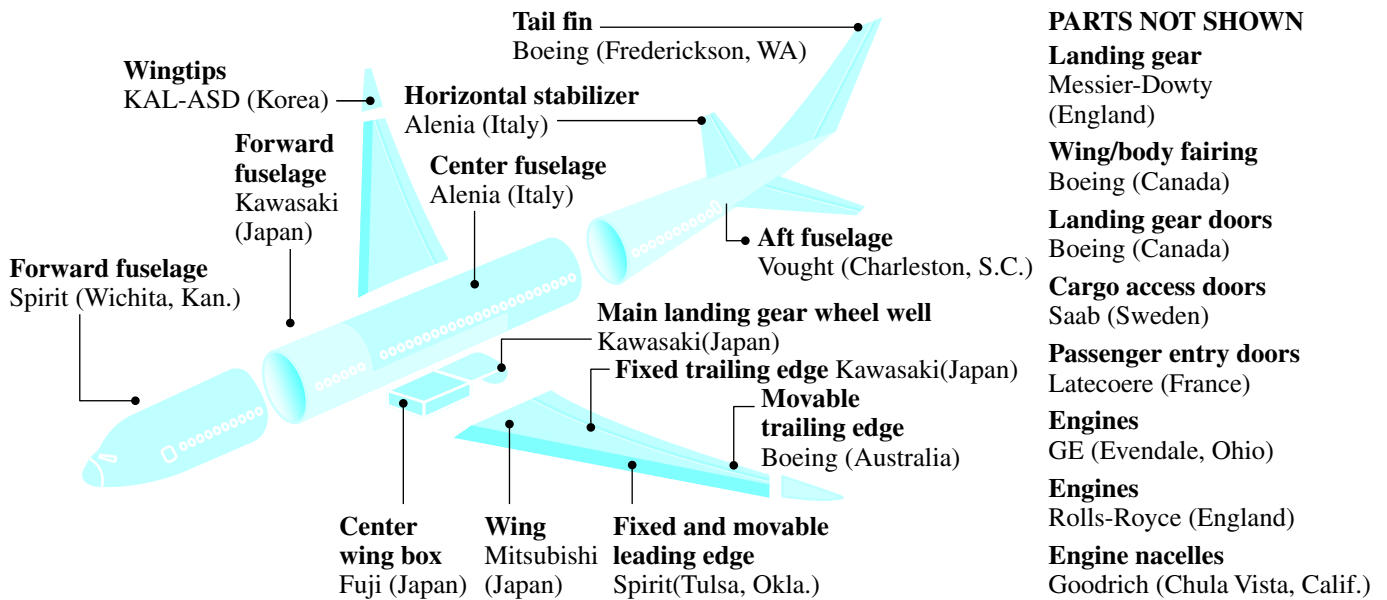 Tail fin
Boeing (Frederickson, WA)
Wingtips
KAL-ASD (Korea)
Horizontal stabilizer
Alenia (Italy)
Forward
fuselage
Kawasaki
(Japan)
Center fuselage
Alenia (Italy)
Aft fuselage
Vought (Charleston, S.C.)
Forward fuselage
Spirit (Wichita, Kan.)
Main landing gear wheel well
Kawasaki(Japan)
Fixed trailing edge Kawasaki(Japan)
Movable
trailing edge
Boeing (Australia)
Center
wing box
Fuji (Japan)
Wing
Mitsubishi
(Japan)
Fixed and movable
leading edge
Spirit(Tulsa, Okla.)
PARTS NOT SHOWN
Landing gear
Messier-Dowty
(England)
Wing/body fairing
Boeing (Canada)
Landing gear doors
Boeing (Canada)
Cargo access doors
Saab (Sweden)
Passenger entry doors
Latecoere (France)
Engines
GE (Evendale, Ohio)
Engines
Rolls-Royce (England)
Engine nacelles
Goodrich (Chula Vista, Calif.)